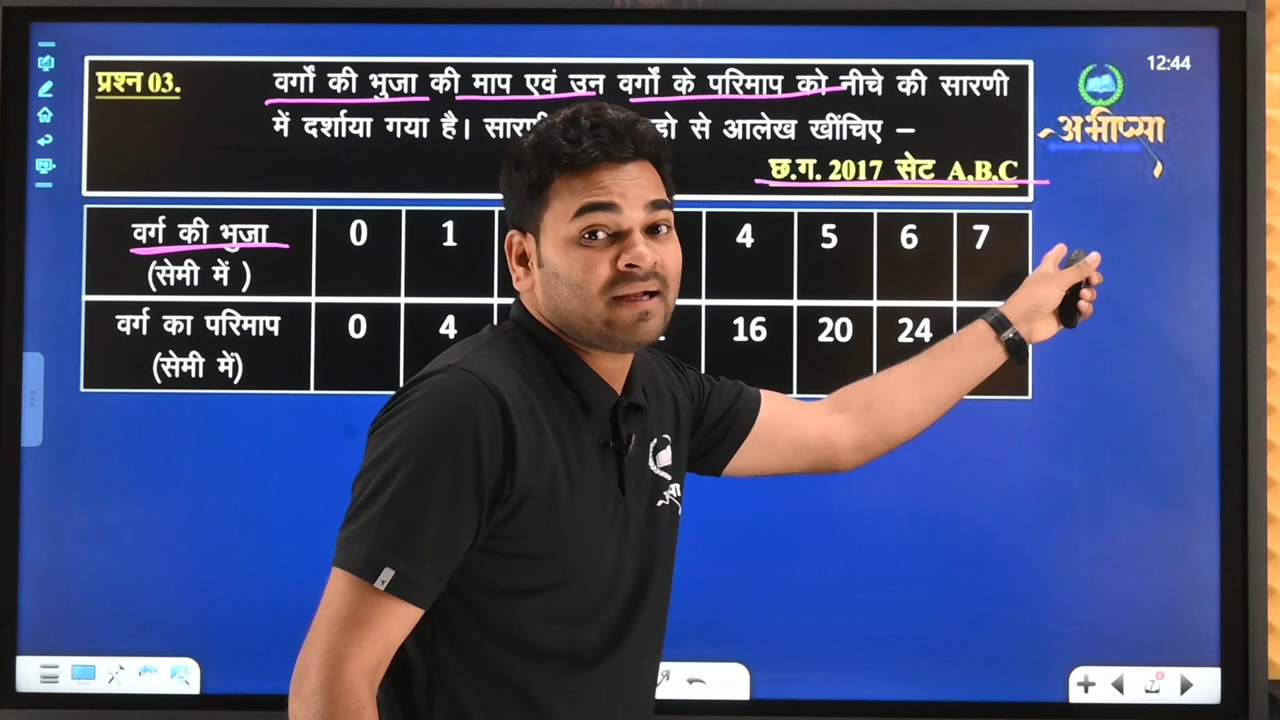 12:44
प्रश्न 03. वर्गों की भुजा की माप एवं उन वर्गों के परिमाप को नीचे की सारणी
में दर्शाया गया है। से आलेख खींचिए –
छ.ग. 2017 सेट A,B,C
अभीप्सा
वर्ग की भुजा 0 1 4 5 6 7
(सेमी में )
वर्ग का परिमाप 0 4 16 20 24
(सेमी में)